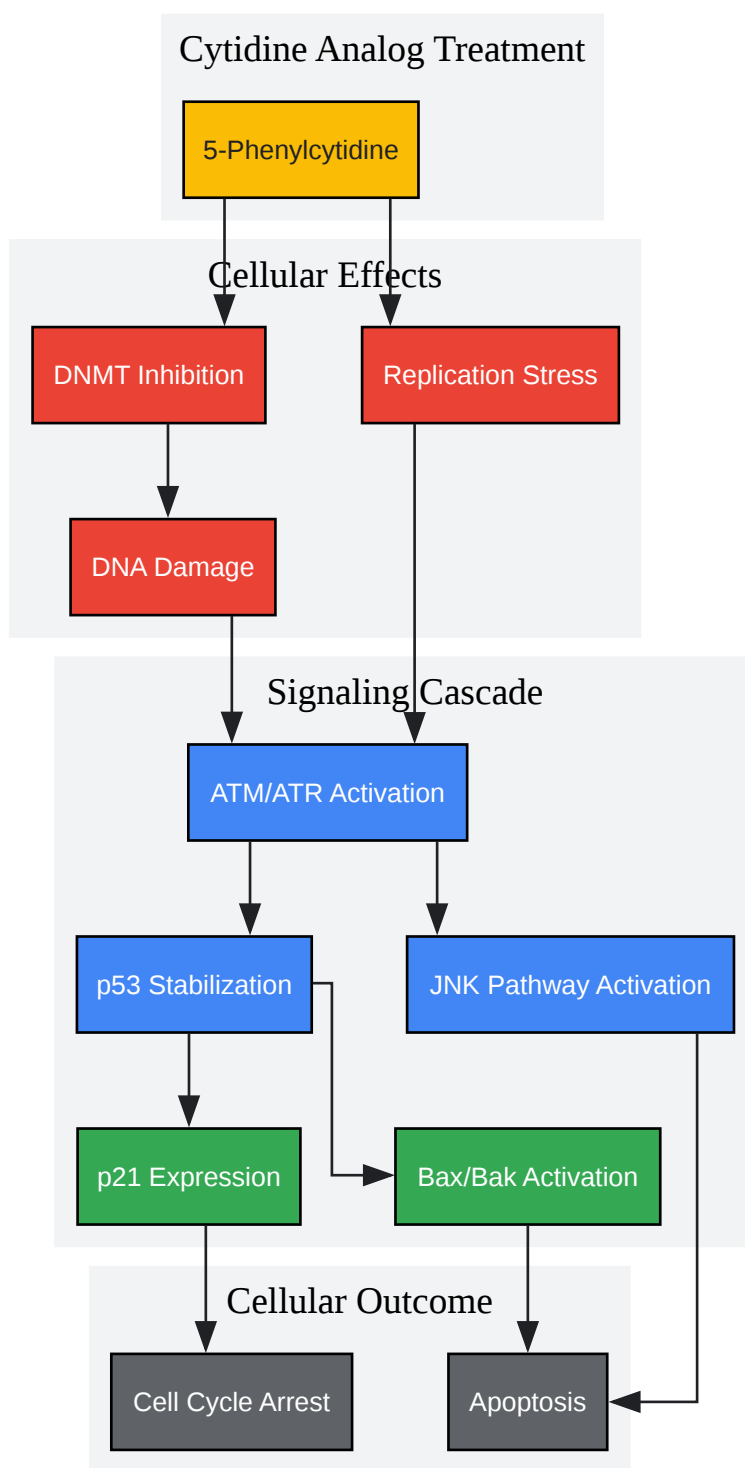 Cytidine Analog Treatment
5-Phenylcytidine
Cellular Effects
DNMT Inhibition
Replication Stress
DNA Damage
Signaling Cascade
ATM/ATR Activation
p53 Stabilization
JNK Pathway Activation
p21 Expression
Bax/Bak Activation
Cellular Outcome
Cell Cycle Arrest
Apoptosis